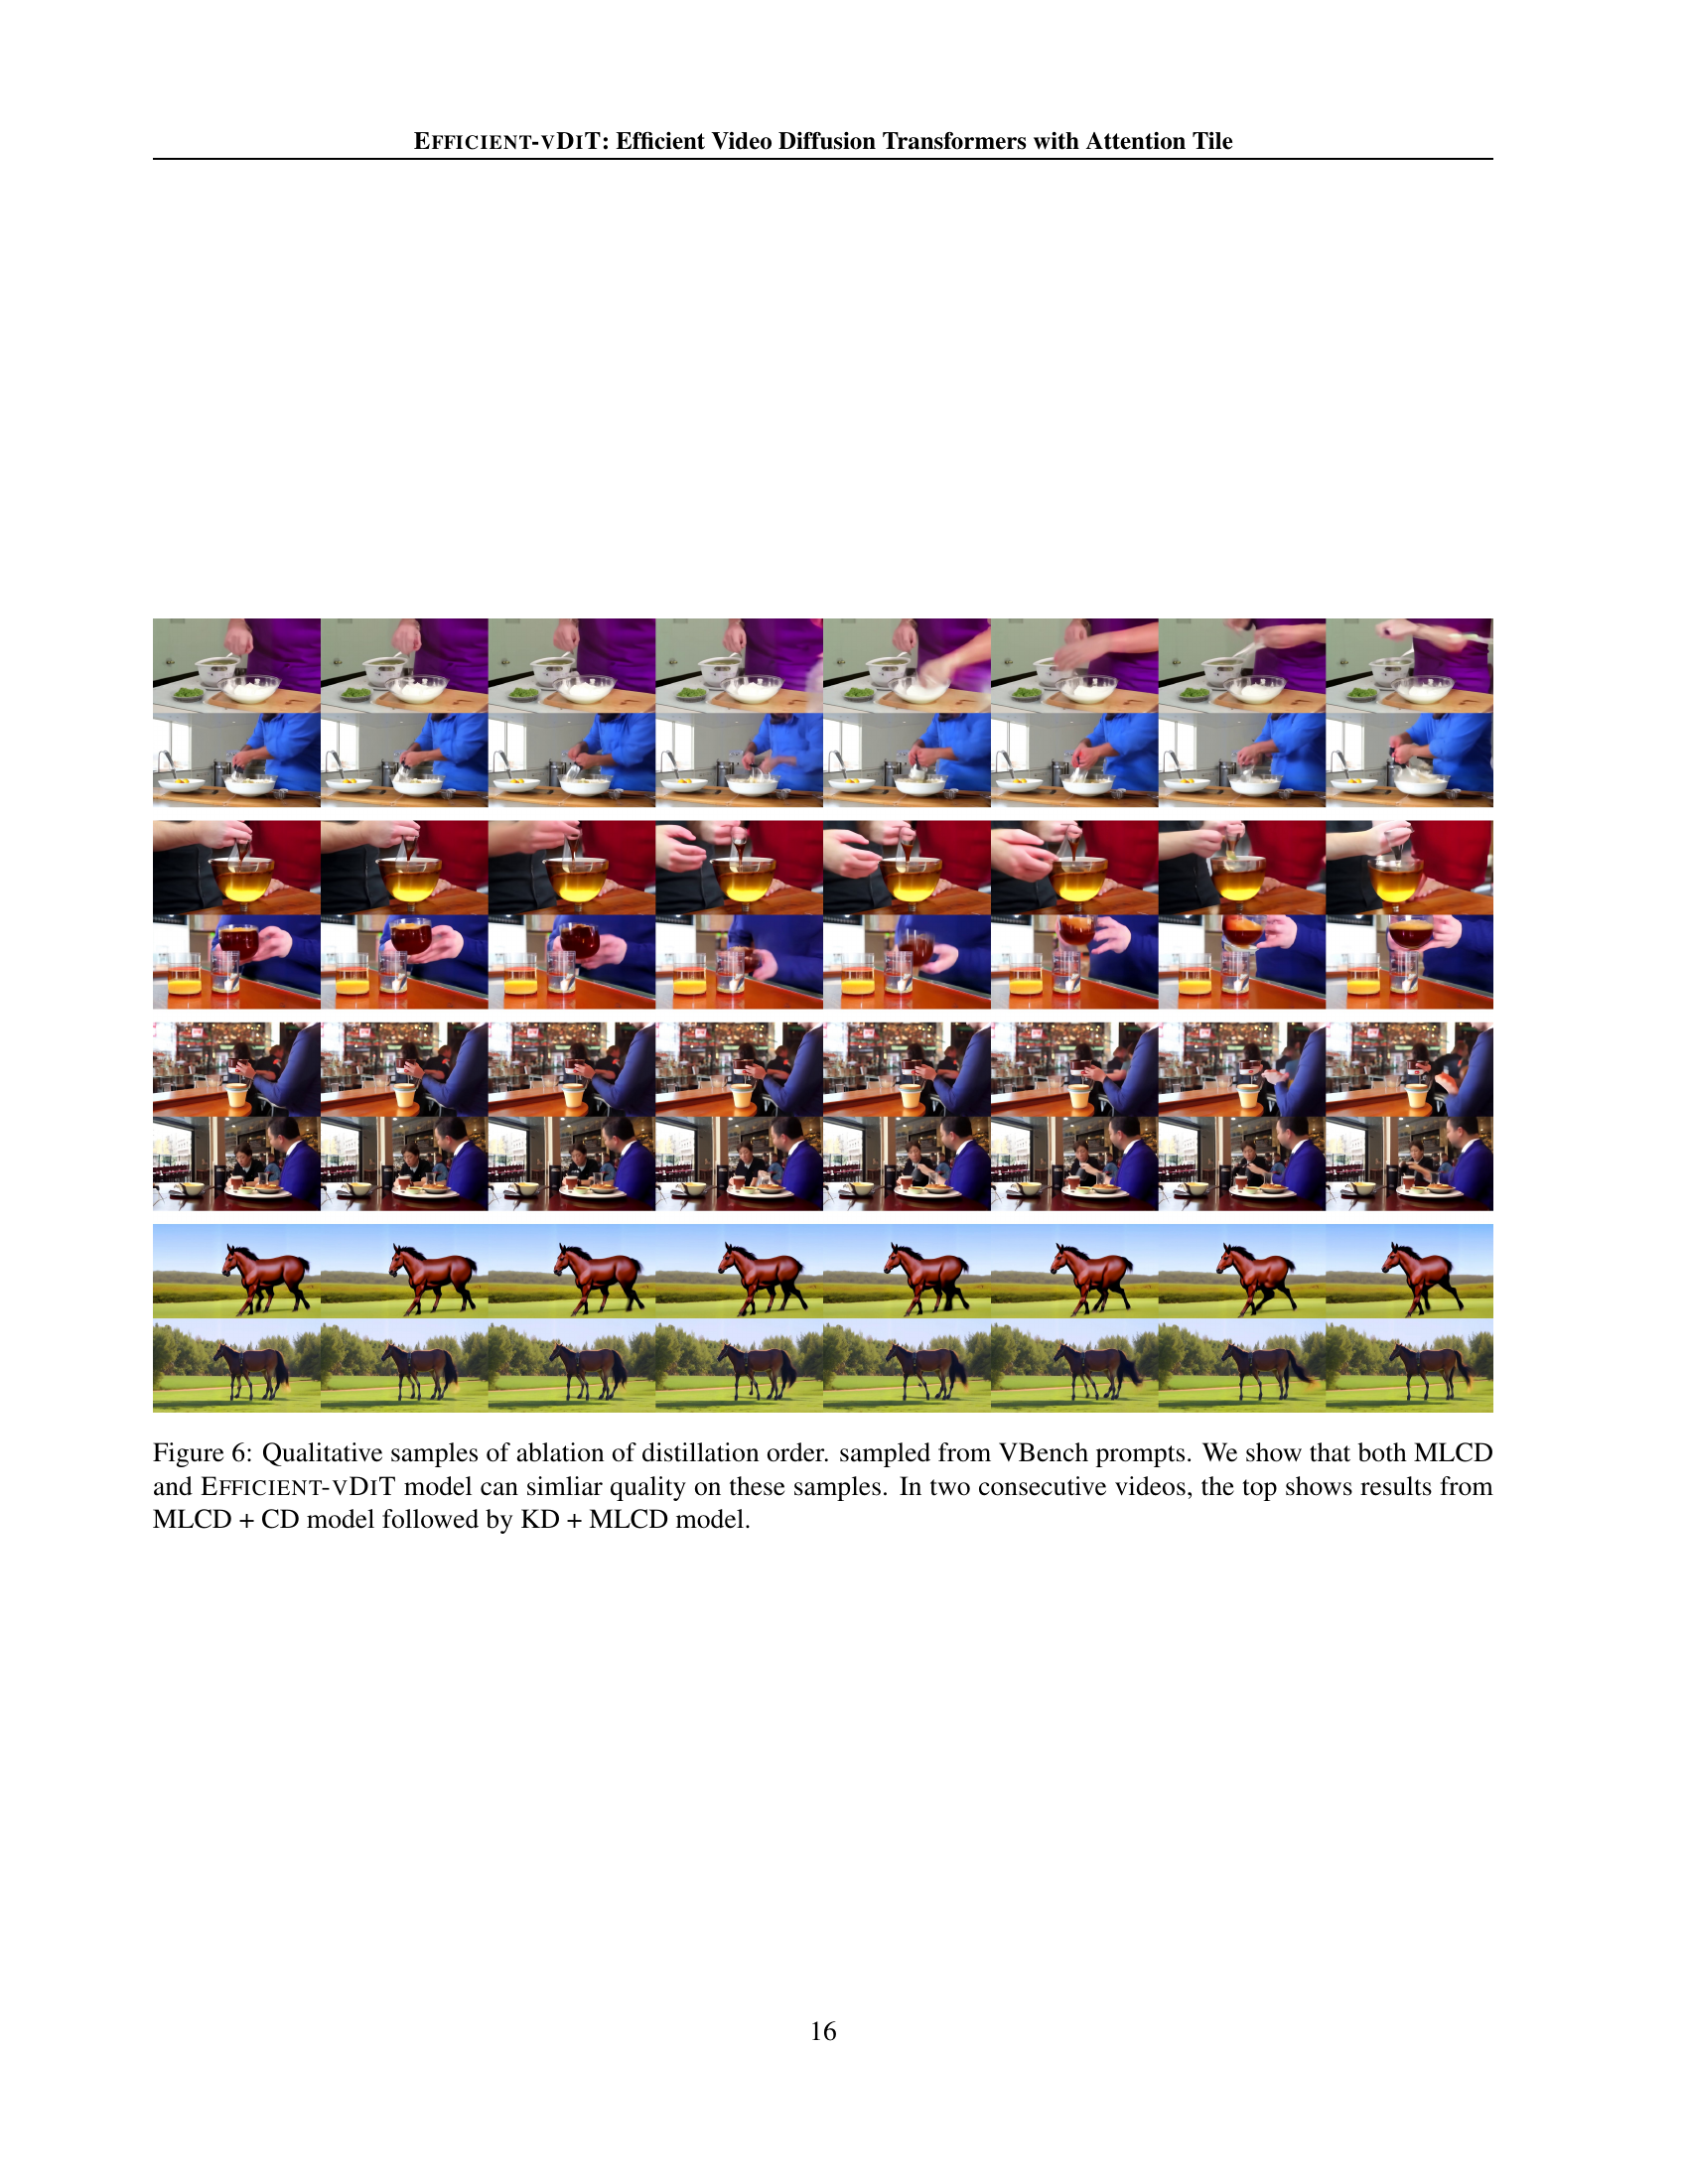 EFFICIENT-VDIT: Efficient Video Diffusion Transformers with Attention Tile
Figure 6: Qualitative samples of ablation of distillation order. sampled from VBench prompts. We show that both MLCD
and EFFICIENT-VDIT model can simliar quality on these samples. In two consecutive videos, the top shows results from
MLCD + CD model followed by KD + MLCD model.
16